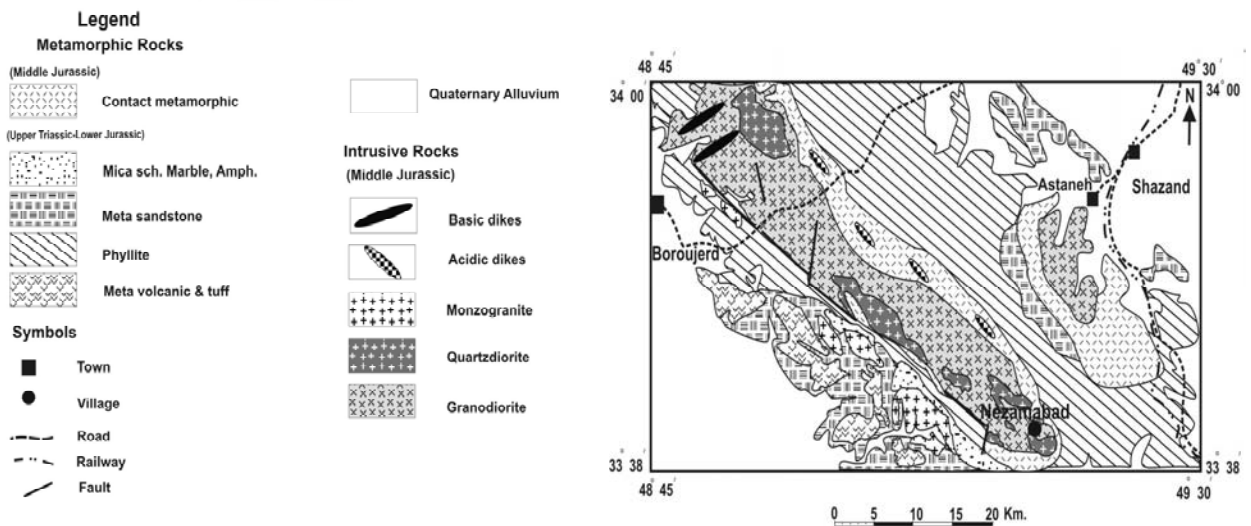 Legend
Metamorphic Rocks
(Middle Jurassic)
Contact metamorphic
(Upper Triassic-Lower Jurassic)
Mica sch. Marble, Amph.
Meta sandstone
Phyllite
Meta volcanic & tuff
Symbols
Town
Village
Road
Railway
Fault
Quaternary Alluvium
Intrusive Rocks
(Middle Jurassic)
Basic dikes
Acidic dikes
Monzogranite
Quartzdiorite
Granodiorite
48° 45'
49° 30'
34° 00'
34° 00'
N
Astaneh
Shazand
Boroujerd
Nezamabad
33° 38'
33° 38'
48° 45'
49° 30'
0 5 10 15 20 Km.